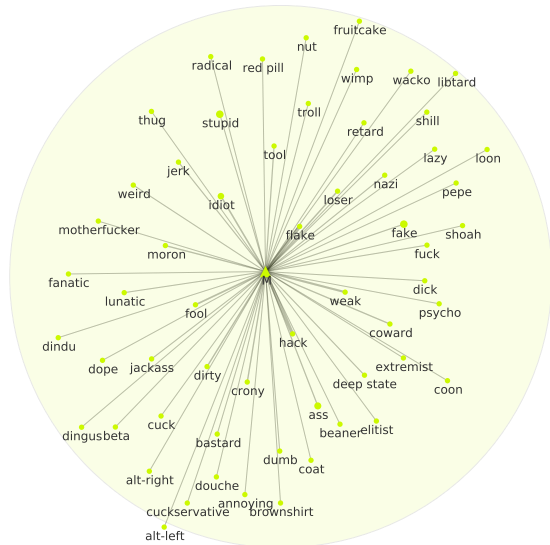 fruitcake
nut
radical
red pill
wimp
wacko
libtard
thug
stupid
troll
retard
shill
tool
jerk
lazy
loon
weird
idiot
loser
nazi
pepe
motherfucker
moron
flake
fake
shoah
fuck
M
fanatic
lunatic
fool
weak
dick
psycho
dindu
dope
jackass
dirty
hack
coward
crony
deep state
extremist
coon
dingus
beta
cuck
bastard
ass
beaner
elitist
dumb
coat
alt-right
douche
annoying
cuckservative
brownshirt
alt-left